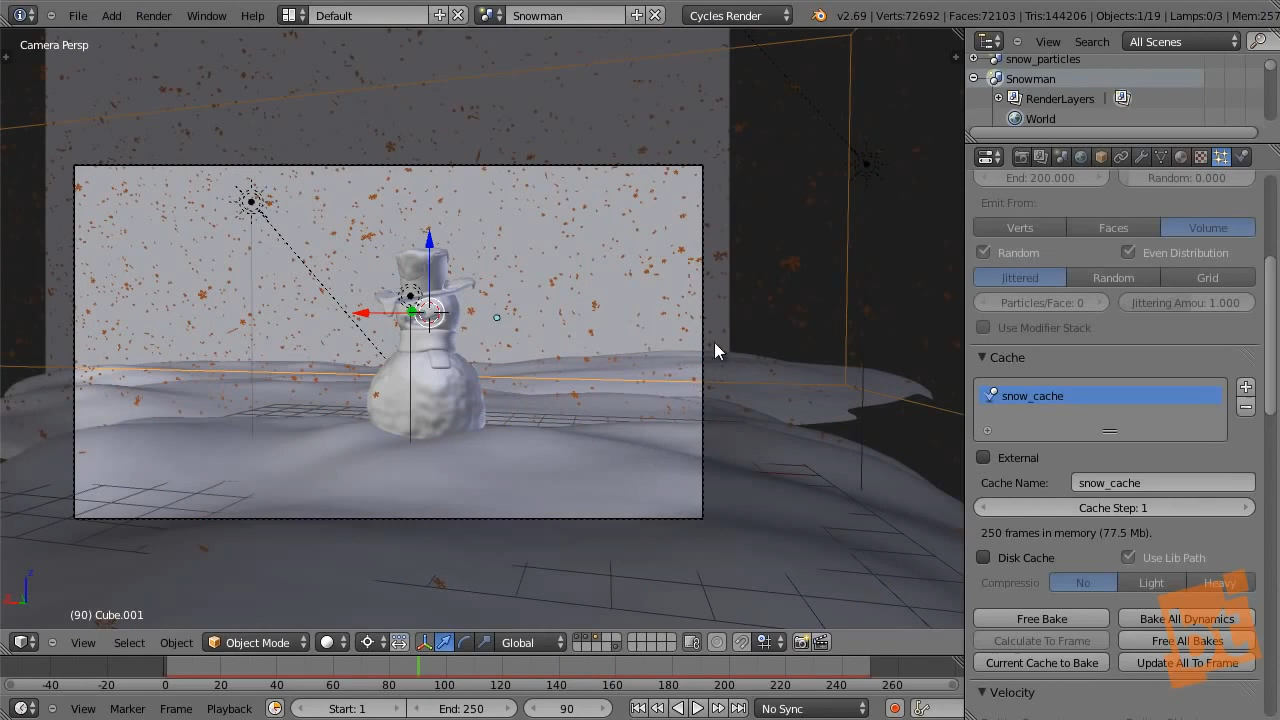 File Add Render Window Help Default Snowman Cycles Render v2.69 | Verts:72692 | Faces:72103 | Tris:144206 | Objects:1/19 | Lamps:0/3 | Mem:257
Camera Persp
View Search All Scenes
snow_particles
Snowman
RenderLayers |
World
End: 200.000 Random: 0.000
Emit From:
Verts Faces Volume
Random Even Distribution
Jittered Random Grid
Particles/Face: 0 Jittering Amou: 1.000
Use Modifier Stack
Cache
snow_cache
External
Cache Name: snow_cache
Cache Step: 1
250 frames in memory (77.5 Mb).
Disk Cache Use Lib Path
Compressio No Light Heavy
Free Bake Bake All Dynamics
Calculate To Frame Free All Bakes
Current Cache to Bake Update All To Frame
Velocity
z
(90) Cube.001
View Select Object Object Mode Global
-40 -20 0 20 40 60 80 100 120 140 160 180 200 220 240 260
View Marker Frame Playback Start: 1 End: 250 90 No Sync